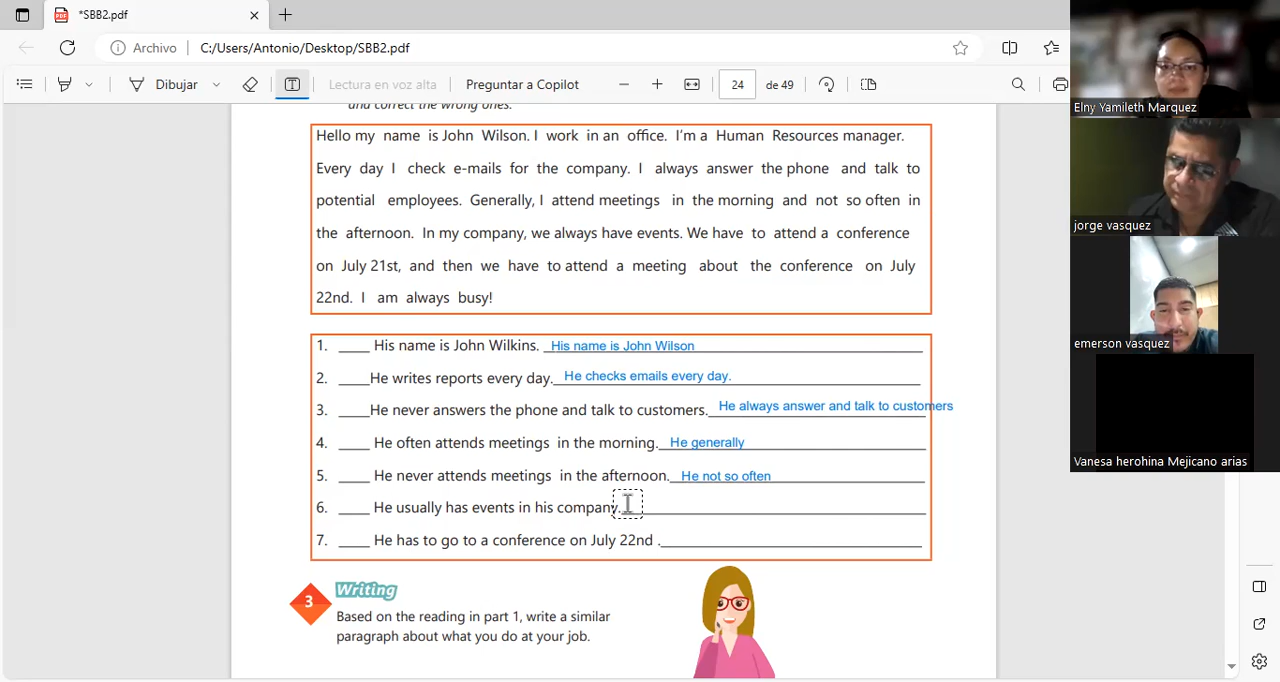 *SBB2.pdf
Archivo C:/Users/Antonio/Desktop/SBB2.pdf
Dibujar Lectura en voz alta Preguntar a Copilot 24 de 49
and correct the wrong ones.
Hello my name is John Wilson. I work in an office. I'm a Human Resources manager.
Every day I check e-mails for the company. I always answer the phone and talk to
potential employees. Generally, I attend meetings in the morning and not so often in
the afternoon. In my company, we always have events. We have to attend a conference
on July 21st, and then we have to attend a meeting about the conference on July
22nd. I am always busy!
1. ____ His name is John Wilkins. His name is John Wilson
2. ____He writes reports every day. He checks emails every day.
3. ____He never answers the phone and talk to customers. He always answer and talk to customers
4. ____ He often attends meetings in the morning. He generally
5. ____ He never attends meetings in the afternoon. He not so often
6. ____ He usually has events in his company.
7. ____ He has to go to a conference on July 22nd .
3 Writing
Based on the reading in part 1, write a similar
paragraph about what you do at your job.
Elny Yamileth Marquez
jorge vasquez
emerson vasquez
Vanesa herohina Mejicano arias